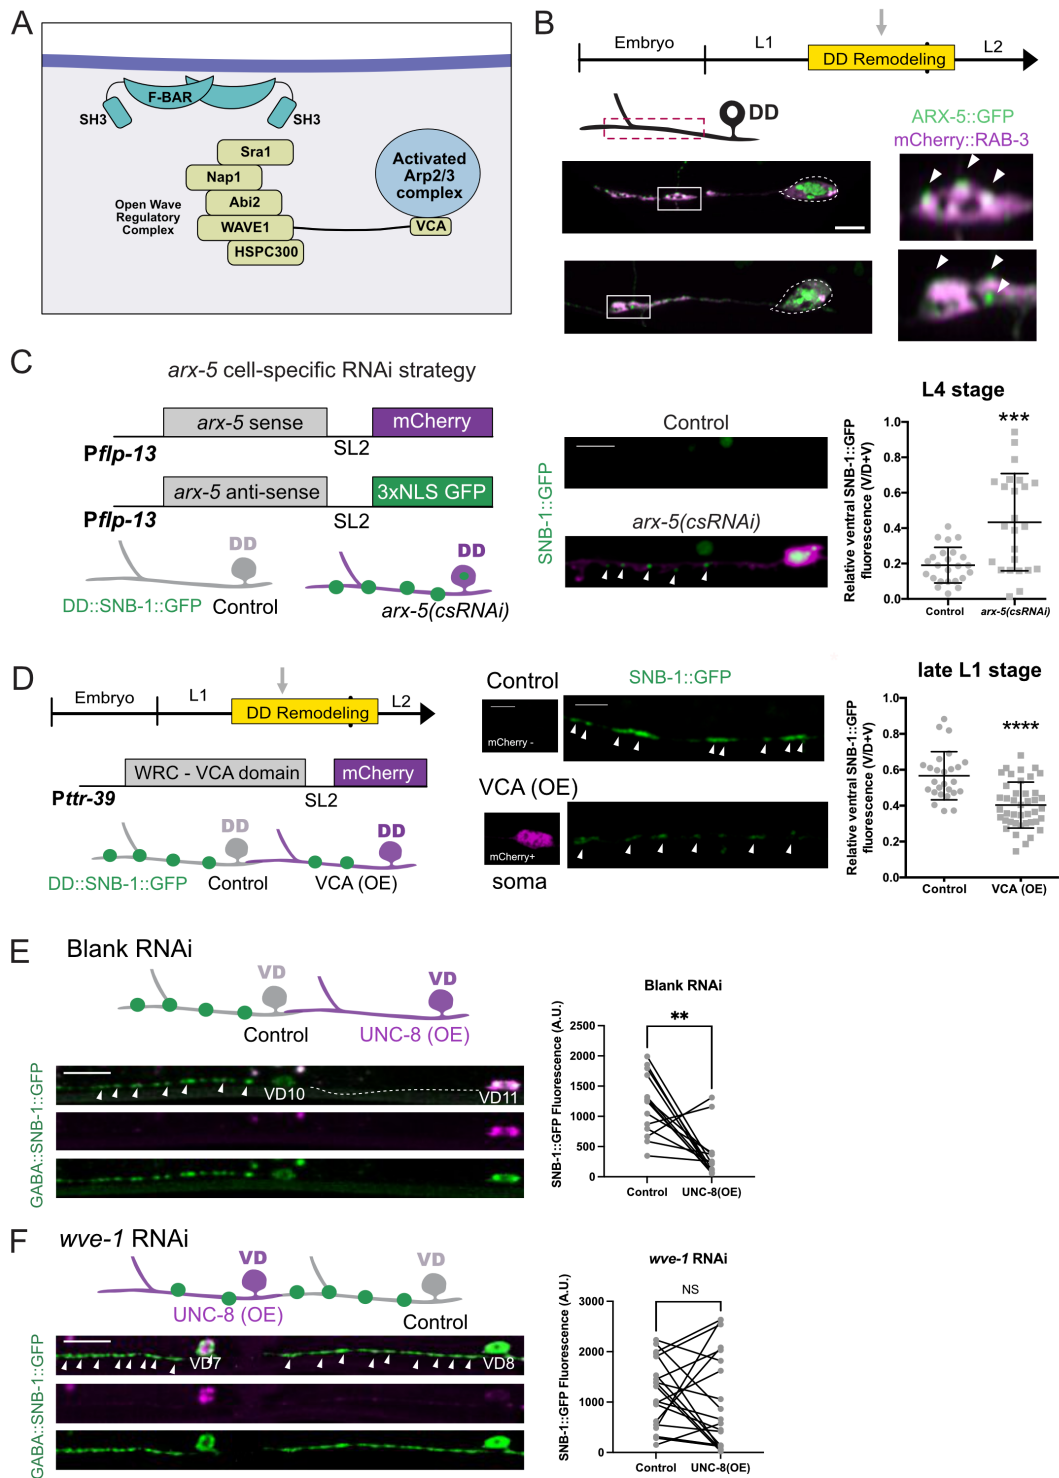 A
F-BAR
SH3
SH3
Sra1
Nap1
Abi2
WAVE1
HSPC300
Open Wave
Regulatory
Complex
Activated
Arp2/3
complex
VCA
B
Embryo
L1
L2
DD Remodeling
DD
ARX-5::GFP
mCherry::RAB-3
C
arx-5 cell-specific RNAi strategy
arx-5 sense
mCherry
SL2
Pflp-13
arx-5 anti-sense
3xNLS GFP
SL2
Pflp-13
DD
DD
DD::SNB-1::GFP
Control
arx-5(csRNAi)
SNB-1::GFP
Control
arx-5(csRNAi)
L4 stage
***
Relative ventral SNB-1::GFP
fluorescence (V/D+V)
1.0
0.8
0.6
0.4
0.2
0.0
Control
arx-5(csRNAi)
D
Embryo
L1
L2
DD Remodeling
WRC - VCA domain
mCherry
SL2
Pttr-39
DD
DD
DD::SNB-1::GFP
Control
VCA (OE)
Control
SNB-1::GFP
mCherry -
VCA (OE)
mCherry+
soma
late L1 stage
****
Relative ventral SNB-1::GFP
fluorescence (V/D+V)
1.0
0.8
0.6
0.4
0.2
0.0
Control
VCA (OE)
E
Blank RNAi
VD
VD
Control
UNC-8 (OE)
GABA::SNB-1::GFP
VD10
VD11
Blank RNAi
**
SNB-1::GFP Fluorescence (A.U.)
2500
2000
1500
1000
500
0
Control
UNC-8(OE)
F
wve-1 RNAi
VD
VD
UNC-8 (OE)
Control
GABA::SNB-1::GFP
VD7
VD8
wve-1 RNAi
NS
SNB-1::GFP Fluorescence (A.U.)
3000
2000
1000
0
Control
UNC-8(OE)